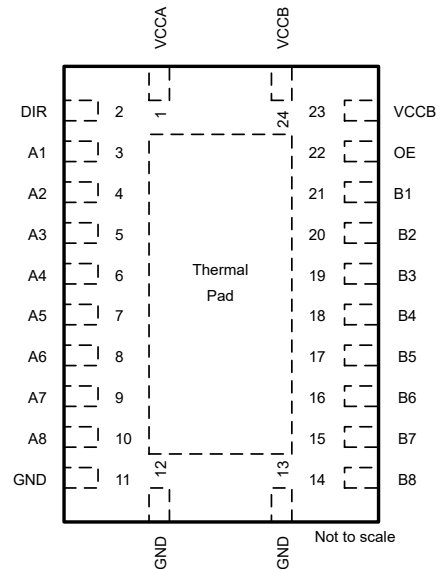 VCCA
VCCB
1
24
DIR 2
23 VCCB
A1 3
22 OE
A2 4
21 B1
A3 5
20 B2
A4 6
19 B3
A5 7
18 B4
A6 8
17 B5
A7 9
16 B6
A8 10
15 B7
GND 11
14 B8
Thermal
Pad
12
13
GND
GND
Not to scale